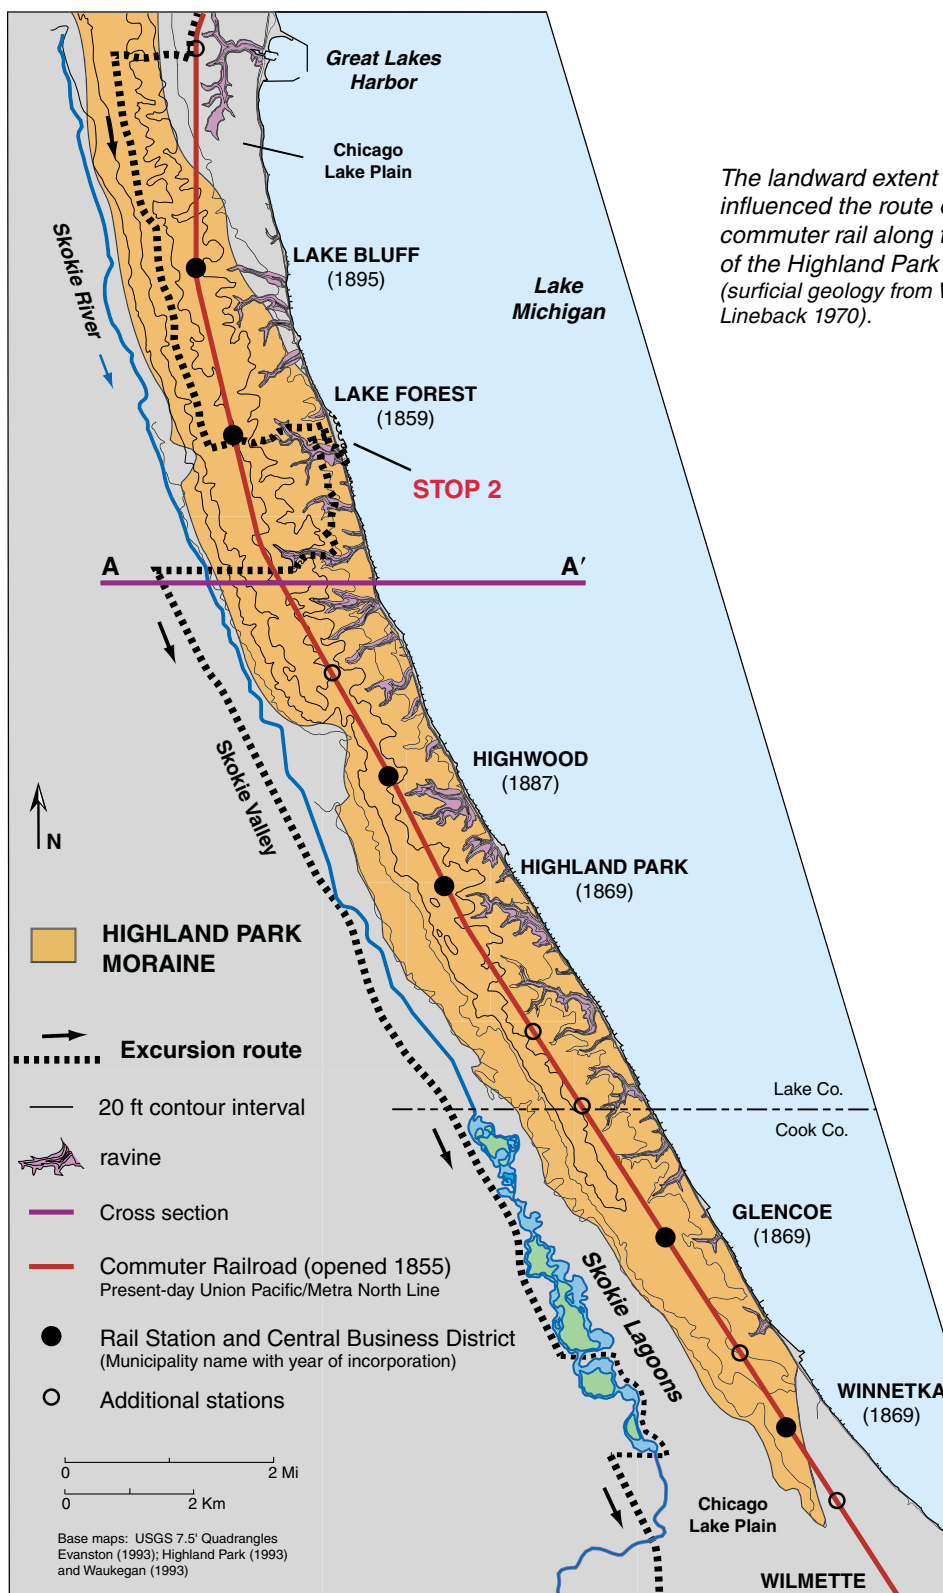 Great Lakes
Harbor
Chicago
Lake Plain
The landward extent
influenced the route
commuter rail along
of the Highland Park
(surficial geology from
Lineback 1970).
Skokie River
LAKE BLUFF
(1895)
Lake
Michigan
LAKE FOREST
(1859)
STOP 2
A
A′
Skokie Valley
HIGHWOOD
(1887)
N
HIGHLAND PARK
(1869)
HIGHLAND PARK
MORAINE
Excursion route
20 ft contour interval
ravine
Cross section
Commuter Railroad (opened 1855)
Present-day Union Pacific/Metra North Line
Rail Station and Central Business District
(Municipality name with year of incorporation)
Additional stations
Lake Co.
Cook Co.
GLENCOE
(1869)
Skokie Lagoons
WINNETKA
(1869)
0 2 Mi
0 2 Km
Base maps: USGS 7.5' Quadrangles
Evanston (1993); Highland Park (1993)
and Waukegan (1993)
Chicago
Lake Plain
WILMETTE